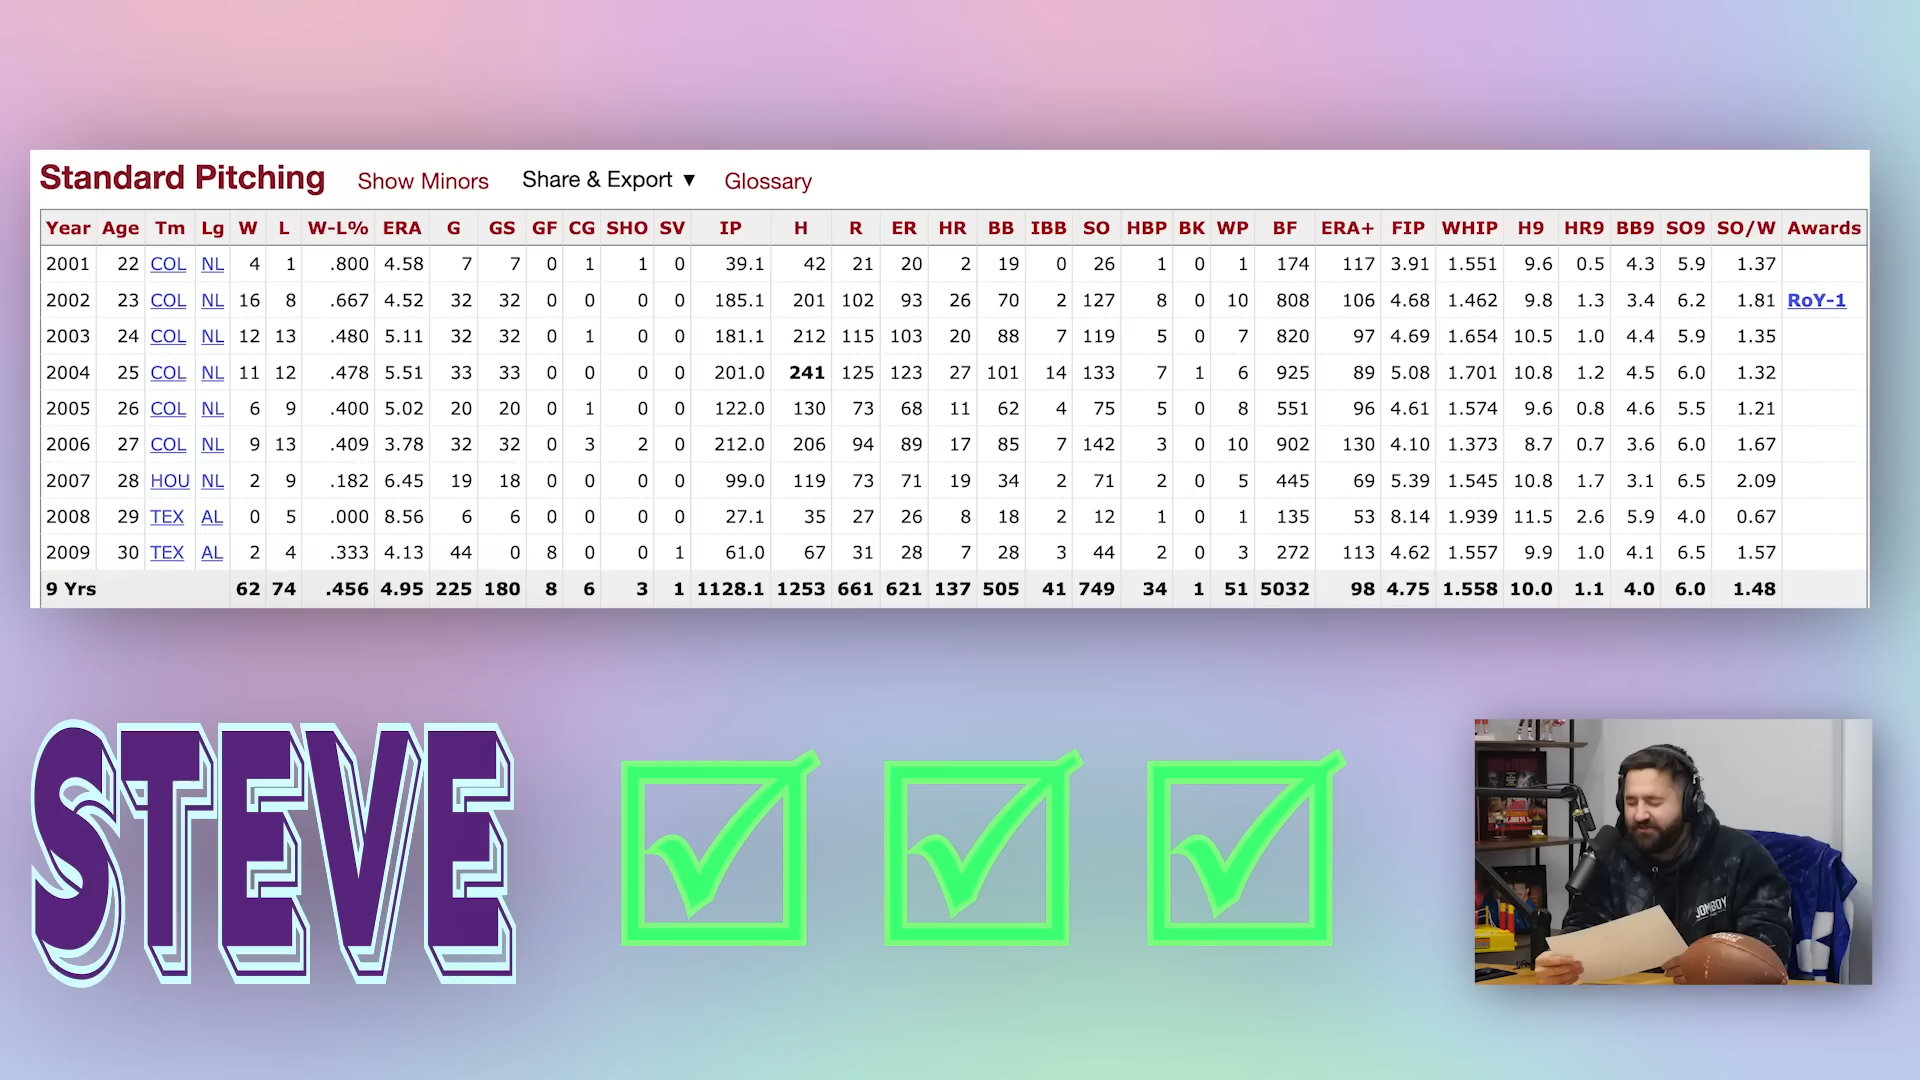 Standard Pitching Show Minors Share & Export ▼ Glossary
Year Age Tm Lg W L W-L% ERA G GS GF CG SHO SV IP H R ER HR BB IBB SO HBP BK WP BF ERA+ FIP WHIP H9 HR9 BB9 SO9 SO/W Awards
2001 22 COL NL 4 1 .800 4.58 7 7 0 1 1 0 39.1 42 21 20 2 19 0 26 1 0 1 174 117 3.91 1.551 9.6 0.5 4.3 5.9 1.37
2002 23 COL NL 16 8 .667 4.52 32 32 0 0 0 0 185.1 201 102 93 26 70 2 127 8 0 10 808 106 4.68 1.462 9.8 1.3 3.4 6.2 1.81 RoY-1
2003 24 COL NL 12 13 .480 5.11 32 32 0 1 0 0 181.1 212 115 103 20 88 7 119 5 0 7 820 97 4.69 1.654 10.5 1.0 4.4 5.9 1.35
2004 25 COL NL 11 12 .478 5.51 33 33 0 0 0 0 201.0 241 125 123 27 101 14 133 7 1 6 925 89 5.08 1.701 10.8 1.2 4.5 6.0 1.32
2005 26 COL NL 6 9 .400 5.02 20 20 0 1 0 0 122.0 130 73 68 11 62 4 75 5 0 8 551 96 4.61 1.574 9.6 0.8 4.6 5.5 1.21
2006 27 COL NL 9 13 .409 3.78 32 32 0 3 2 0 212.0 206 94 89 17 85 7 142 3 0 10 902 130 4.10 1.373 8.7 0.7 3.6 6.0 1.67
2007 28 HOU NL 2 9 .182 6.45 19 18 0 0 0 0 99.0 119 73 71 19 34 2 71 2 0 5 445 69 5.39 1.545 10.8 1.7 3.1 6.5 2.09
2008 29 TEX AL 0 5 .000 8.56 6 6 0 0 0 0 27.1 35 27 26 8 18 2 12 1 0 1 135 53 8.14 1.939 11.5 2.6 5.9 4.0 0.67
2009 30 TEX AL 2 4 .333 4.13 44 0 8 0 0 1 61.0 67 31 28 7 28 3 44 2 0 3 272 113 4.62 1.557 9.9 1.0 4.1 6.5 1.57
9 Yrs 62 74 .456 4.95 225 180 8 6 3 1 1128.1 1253 661 621 137 505 41 749 34 1 51 5032 98 4.75 1.558 10.0 1.1 4.0 6.0 1.48
STEVE
JOMBOY